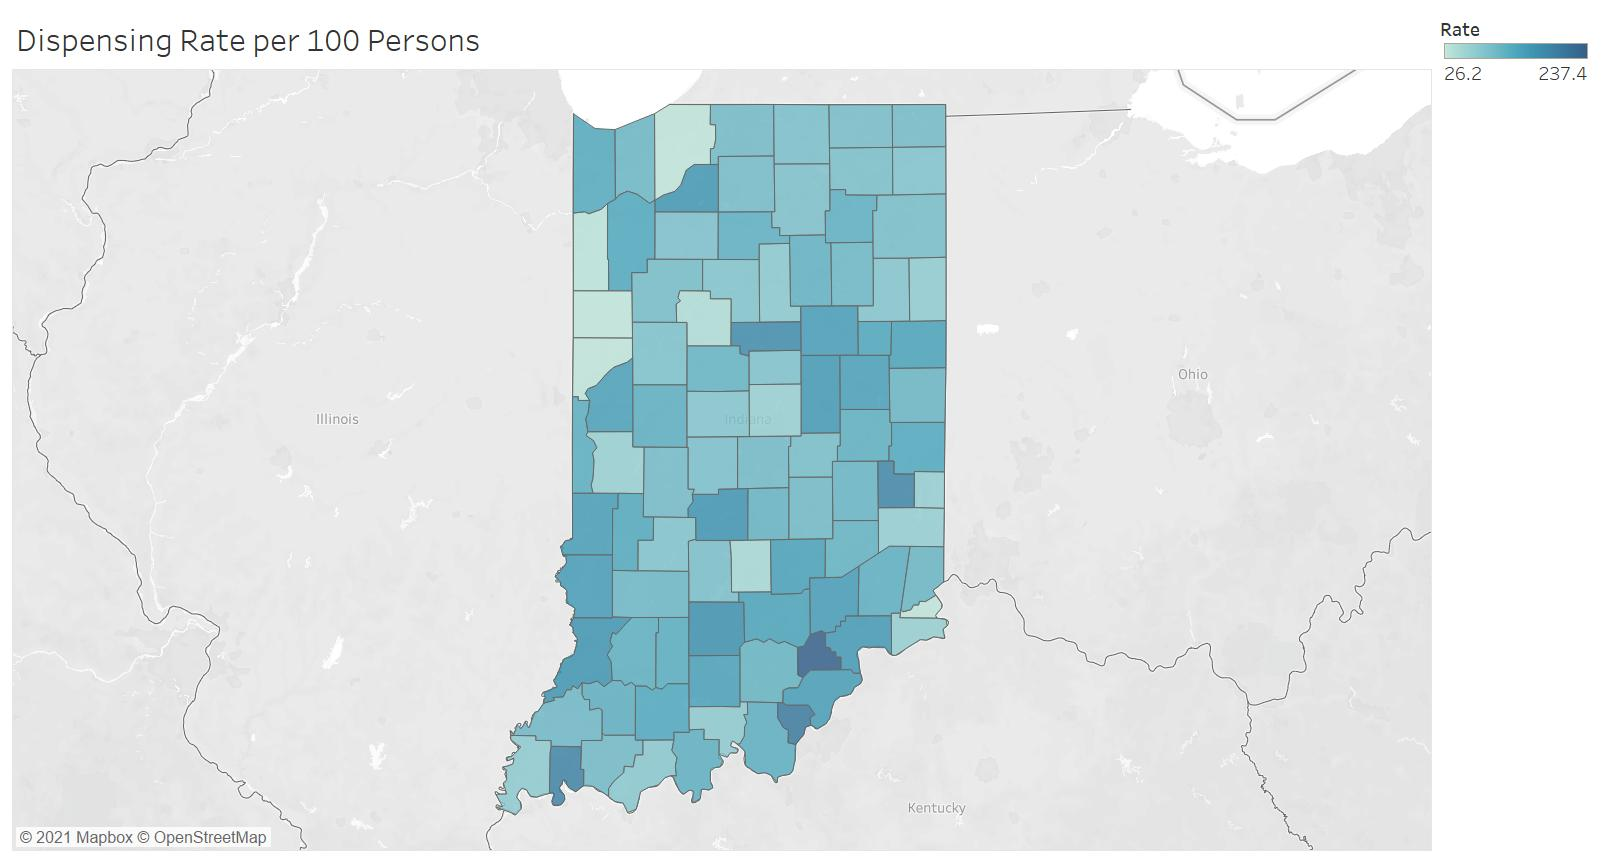 Dispensing Rate per 100 Persons
Rate
26.2 237.4
Ohio
Illinois
Indiana
Kentucky
© 2021 Mapbox © OpenStreetMap